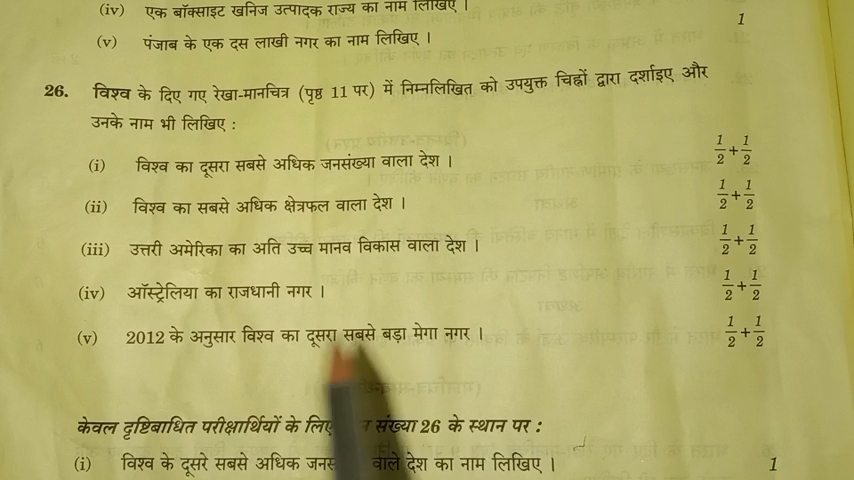 (iv) एक बॉक्साइट खनिज उत्पादक राज्य का नाम लिखिए ।
1
(v) पंजाब के एक दस लाखी नगर का नाम लिखिए ।
26. विश्व के दिए गए रेखा-मानचित्र (पृष्ठ 11 पर) में निम्नलिखित को उपयुक्त चिह्नों द्वारा दर्शाइए और
उनके नाम भी लिखिए :
(i) विश्व का दूसरा सबसे अधिक जनसंख्या वाला देश । 1/2 + 1/2
(ii) विश्व का सबसे अधिक क्षेत्रफल वाला देश । 1/2 + 1/2
(iii) उत्तरी अमेरिका का अति उच्च मानव विकास वाला देश । 1/2 + 1/2
(iv) ऑस्ट्रेलिया का राजधानी नगर । 1/2 + 1/2
(v) 2012 के अनुसार विश्व का दूसरा सबसे बड़ा मेगा नगर । 1/2 + 1/2
केवल दृष्टिबाधित परीक्षार्थियों के संख्या 26 के स्थान पर :
(i) विश्व के दूसरे सबसे अधिक वाले देश का नाम लिखिए । 1